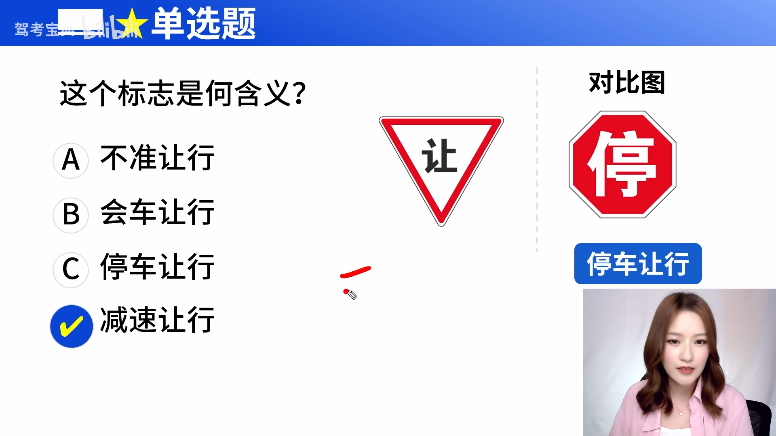 驾考宝典
bilibili
单选题
这个标志是何含义？
A 不准让行
B 会车让行
C 停车让行
减速让行
让
对比图
停
停车让行